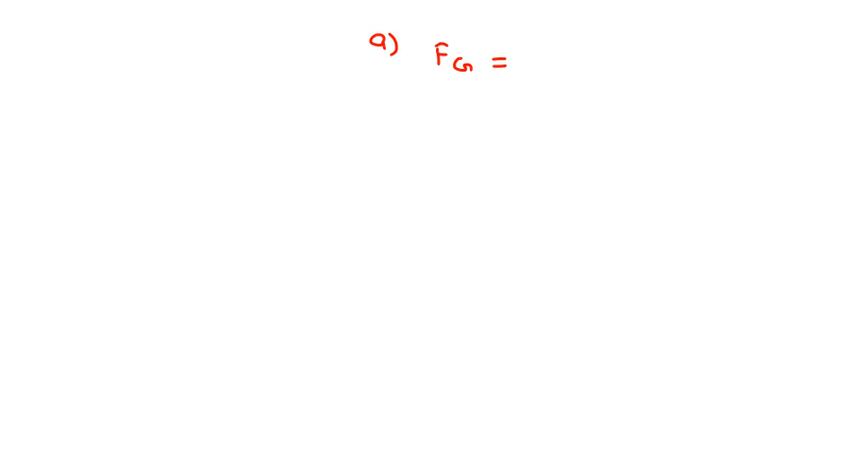 a) F_G =